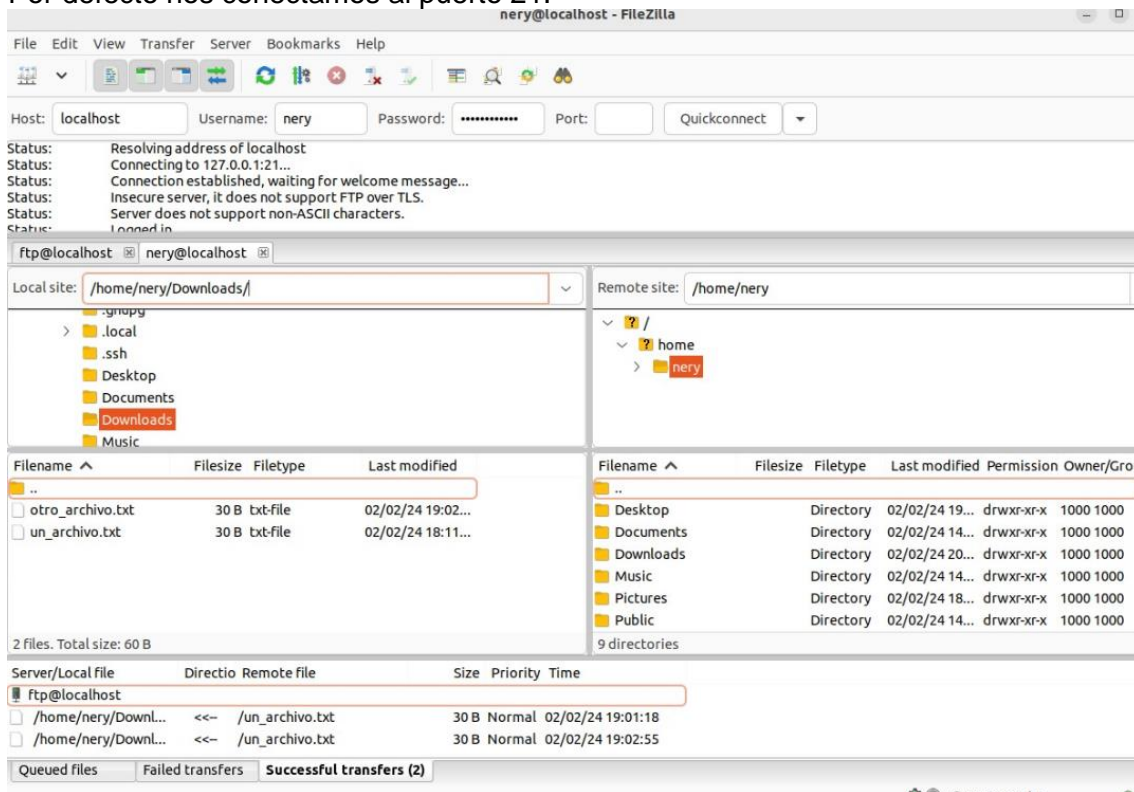 Por defecto nos conectamos al puerto 21.
nery@localhost - FileZilla
File Edit View Transfer Server Bookmarks Help
Host: localhost Username: nery Password: •••••••••••• Port: Quickconnect
Status: Resolving address of localhost
Status: Connecting to 127.0.0.1:21...
Status: Connection established, waiting for welcome message...
Status: Insecure server, it does not support FTP over TLS.
Status: Server does not support non-ASCII characters.
Status: Logged in
ftp@localhost nery@localhost
Local site: /home/nery/Downloads/
.gnupg
.local
.ssh
Desktop
Documents
Downloads
Music
Remote site: /home/nery
/
home
nery
Filename Filesize Filetype Last modified
..
otro_archivo.txt 30 B txt-file 02/02/24 19:02...
un_archivo.txt 30 B txt-file 02/02/24 18:11...
2 files. Total size: 60 B
Filename Filesize Filetype Last modified Permission Owner/Gro
..
Desktop Directory 02/02/24 19... drwxr-xr-x 1000 1000
Documents Directory 02/02/24 14... drwxr-xr-x 1000 1000
Downloads Directory 02/02/24 20... drwxr-xr-x 1000 1000
Music Directory 02/02/24 14... drwxr-xr-x 1000 1000
Pictures Directory 02/02/24 18... drwxr-xr-x 1000 1000
Public Directory 02/02/24 14... drwxr-xr-x 1000 1000
9 directories
Server/Local file Directio Remote file Size Priority Time
ftp@localhost
/home/nery/Downl... <<-- /un_archivo.txt 30 B Normal 02/02/24 19:01:18
/home/nery/Downl... <<-- /un_archivo.txt 30 B Normal 02/02/24 19:02:55
Queued files Failed transfers Successful transfers (2)